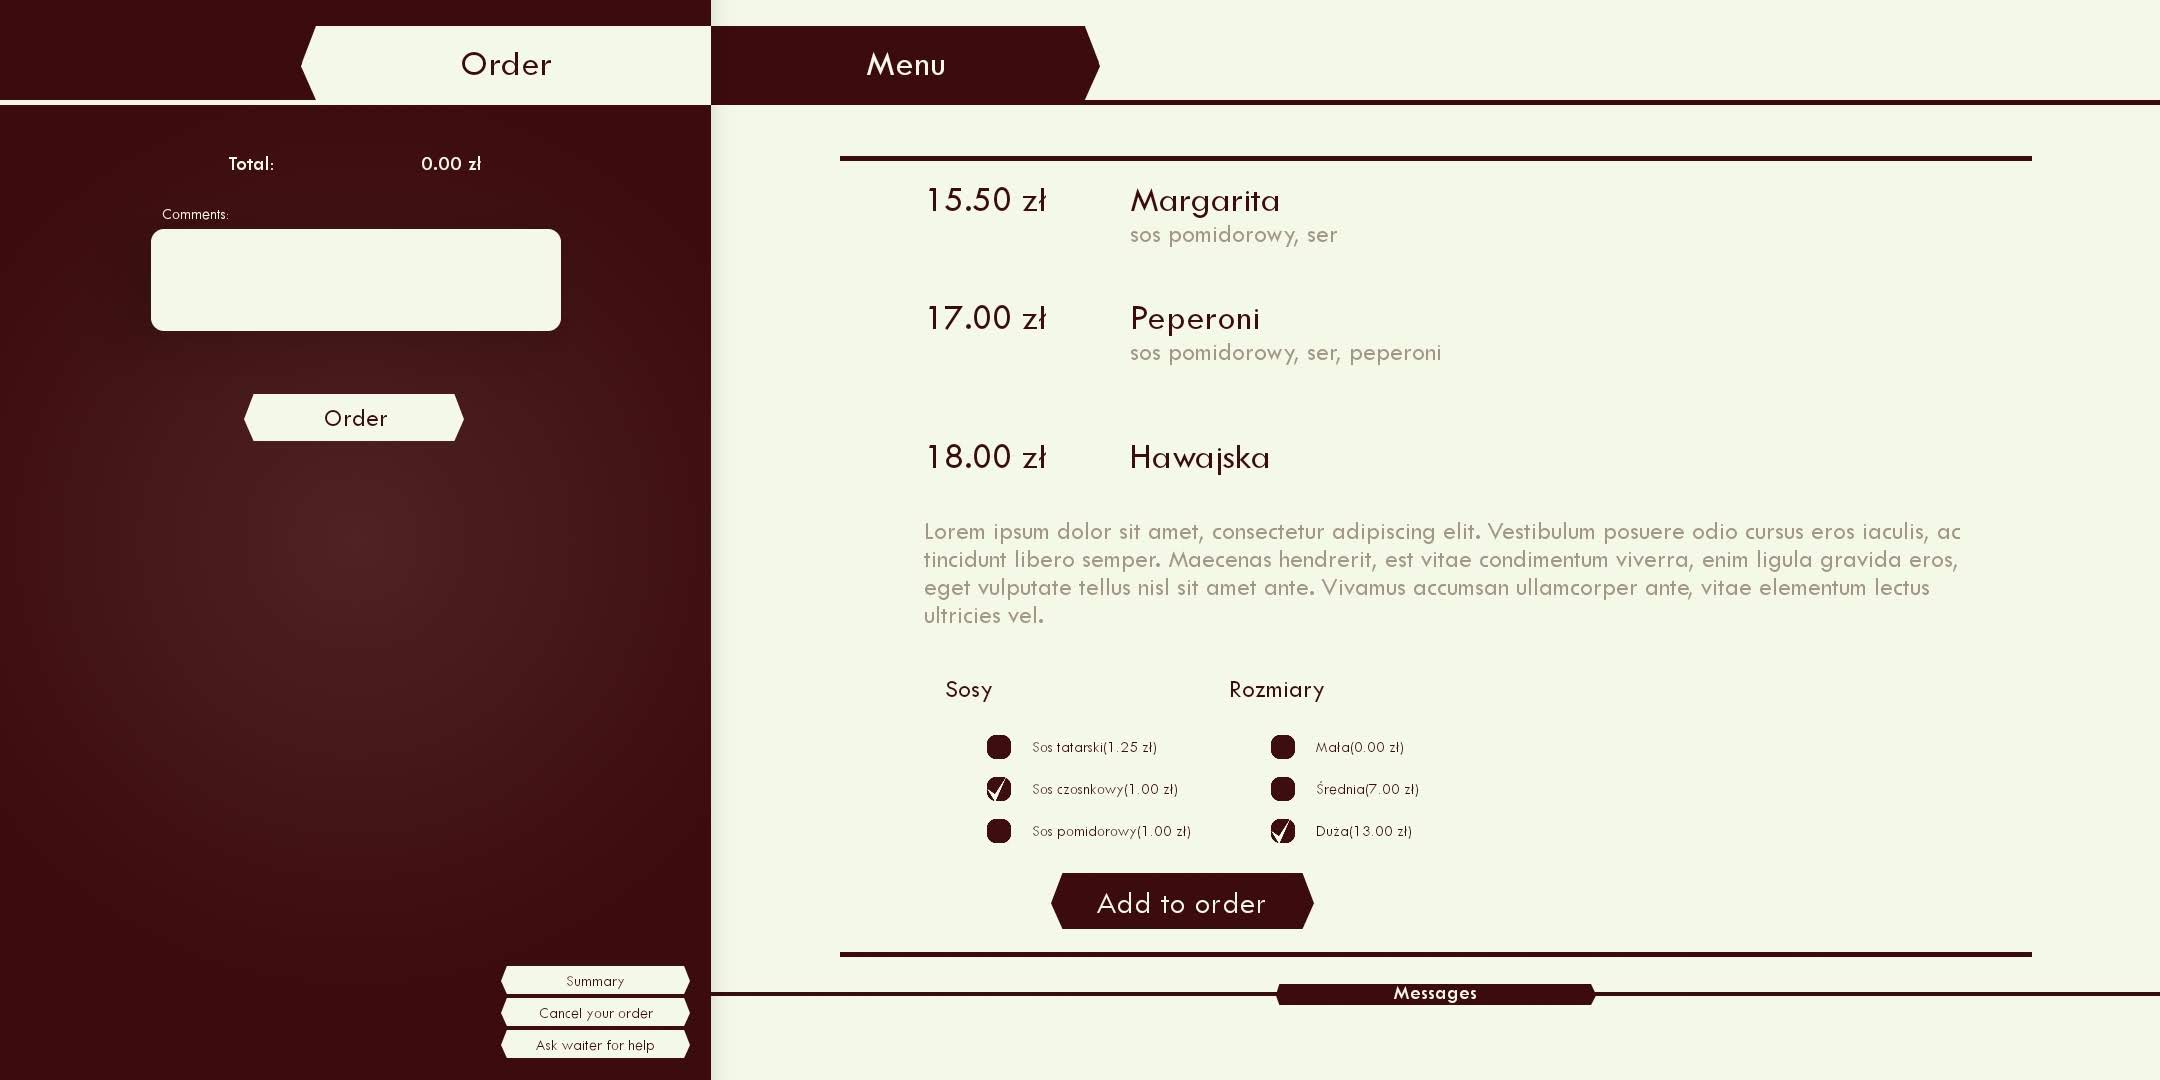 Order
Menu
Total: 0.00 zł
Comments:
Order
Summary
Cancel your order
Ask waiter for help
15.50 zł Margarita
sos pomidorowy, ser
17.00 zł Peperoni
sos pomidorowy, ser, peperoni
18.00 zł Hawajska
Lorem ipsum dolor sit amet, consectetur adipiscing elit. Vestibulum posuere odio cursus eros iaculis, ac
tincidunt libero semper. Maecenas hendrerit, est vitae condimentum viverra, enim ligula gravida eros,
eget vulputate tellus nisl sit amet ante. Vivamus accumsan ullamcorper ante, vitae elementum lectus
ultricies vel.
Sosy
Sos tatarski(1.25 zł)
Sos czosnkowy(1.00 zł)
Sos pomidorowy(1.00 zł)
Rozmiary
Mała(0.00 zł)
Średnia(7.00 zł)
Duża(13.00 zł)
Add to order
Messages